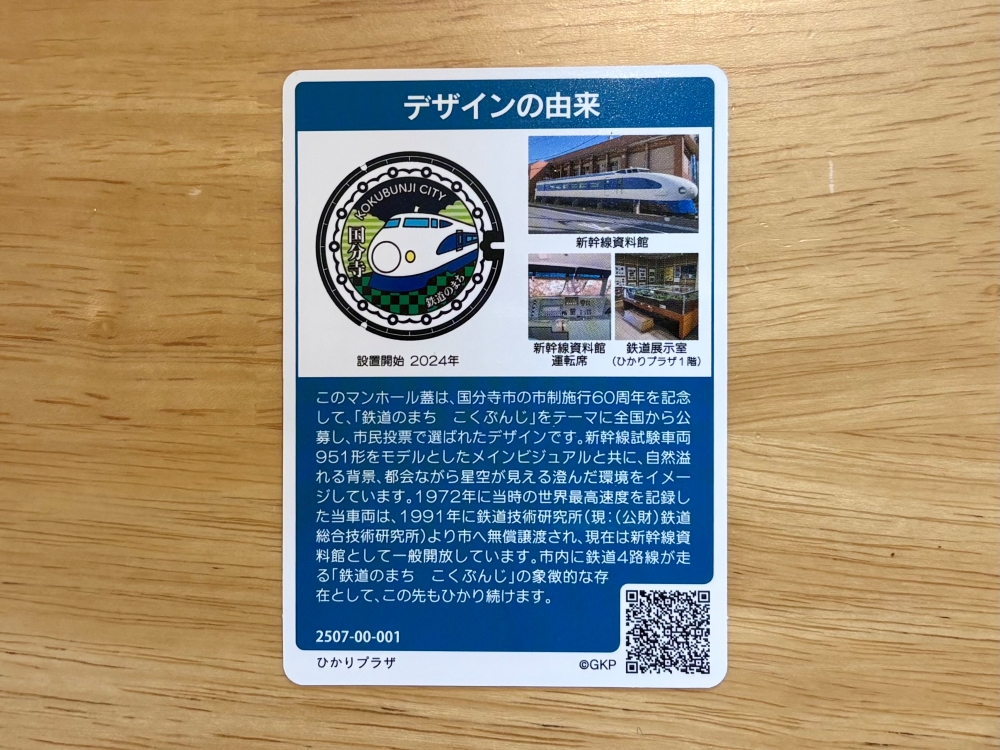 デザインの由来
KOKUBUNJI CITY
国分寺
鉄道のまち
設置開始 2024年
新幹線資料館
新幹線資料館
運転席
鉄道展示室
(ひかりプラザ1階)
このマンホール蓋は、国分寺市の市制施行60周年を記念
して、「鉄道のまち　こくぶんじ」をテーマに全国から公
募し、市民投票で選ばれたデザインです。新幹線試験車両
951形をモデルとしたメインビジュアルと共に、自然溢
れる背景、都会ながら星空が見える澄んだ環境をイメー
ジしています。1972年に当時の世界最高速度を記録し
た当車両は、1991年に鉄道技術研究所(現:(公財)鉄道
総合技術研究所)より市へ無償譲渡され、現在は新幹線資
料館として一般開放しています。市内に鉄道4路線が走
る「鉄道のまち　こくぶんじ」の象徴的な存
在として、この先もひかり続けます。
2507-00-001
ひかりプラザ
©GKP